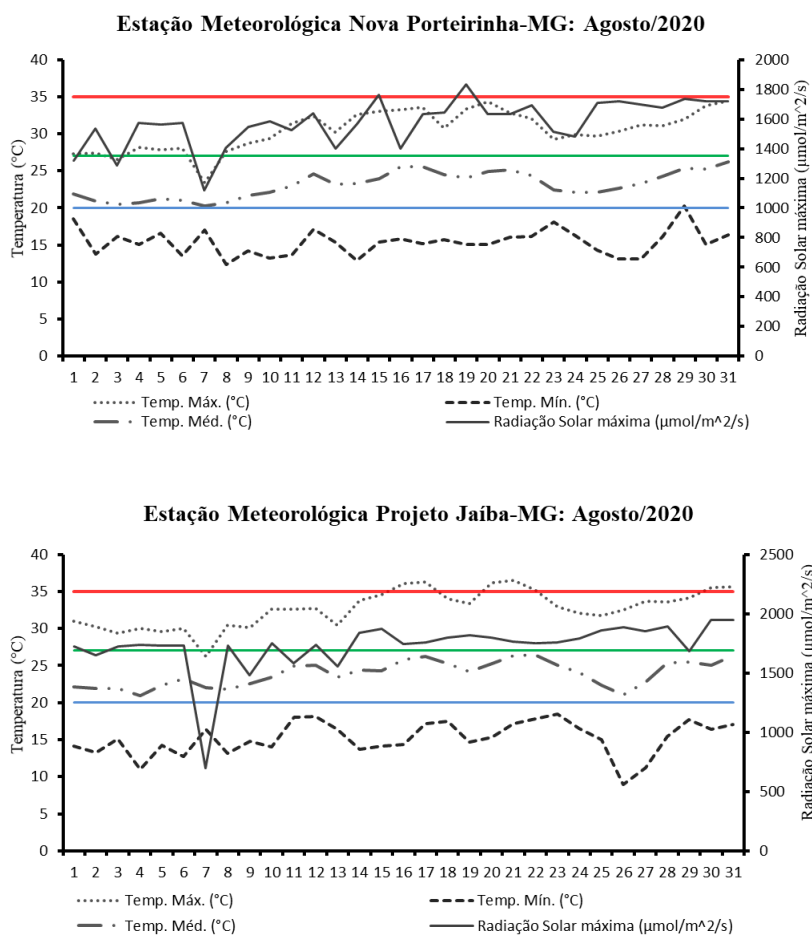 Estação Meteorológica Nova Porteirinha-MG: Agosto/2020
40
35
30
25
20
15
10
5
0
Temperatura (°C)
2000
1800
1600
1400
1200
1000
800
600
400
200
0
Radiação Solar máxima (µmol/m^2/s)
1 2 3 4 5 6 7 8 9 10 11 12 13 14 15 16 17 18 19 20 21 22 23 24 25 26 27 28 29 30 31
Temp. Máx. (°C) Temp. Mín. (°C)
Temp. Méd. (°C) Radiação Solar máxima (µmol/m^2/s)
Estação Meteorológica Projeto Jaíba-MG: Agosto/2020
40
35
30
25
20
15
10
5
0
Temperatura (°C)
2500
2000
1500
1000
500
0
Radiação Solar máxima (µmol/m^2/s)
1 2 3 4 5 6 7 8 9 10 11 12 13 14 15 16 17 18 19 20 21 22 23 24 25 26 27 28 29 30 31
Temp. Máx. (°C) Temp. Mín. (°C)
Temp. Méd. (°C) Radiação Solar máxima (µmol/m^2/s)